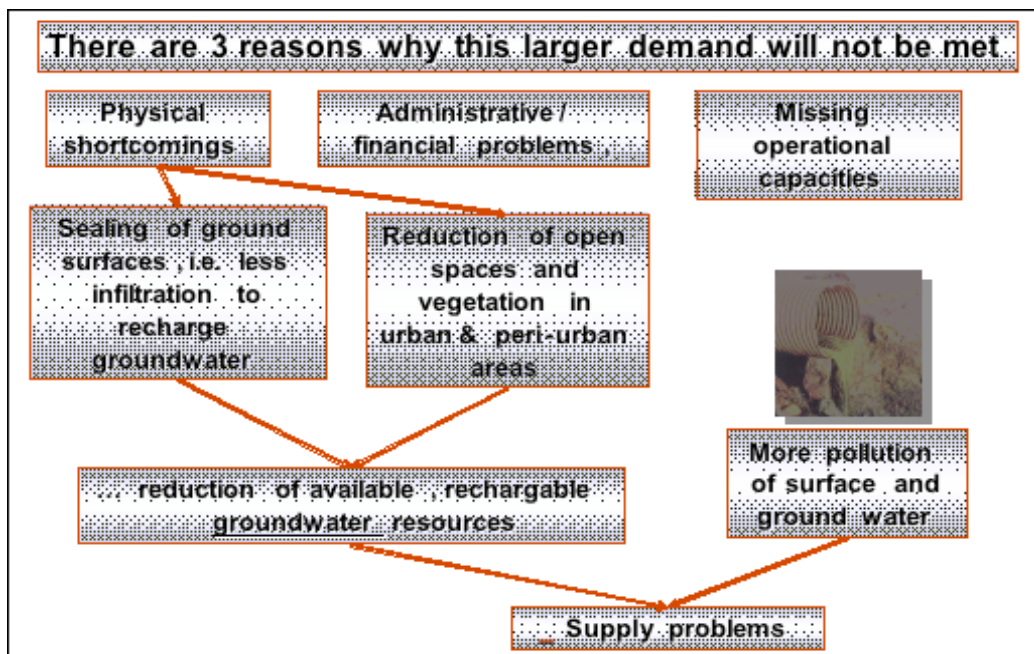 There are 3 reasons why this larger demand will not be met
Physical
shortcomings
Administrative /
financial problems ,
Missing
operational
capacities
Sealing of ground
surfaces , i.e. less
infiltration to
recharge
groundwater
Reduction of open
spaces and
vegetation in
urban & peri-urban
areas
... reduction of available , rechargable
groundwater resources
More pollution
of surface and
ground water
_ Supply problems